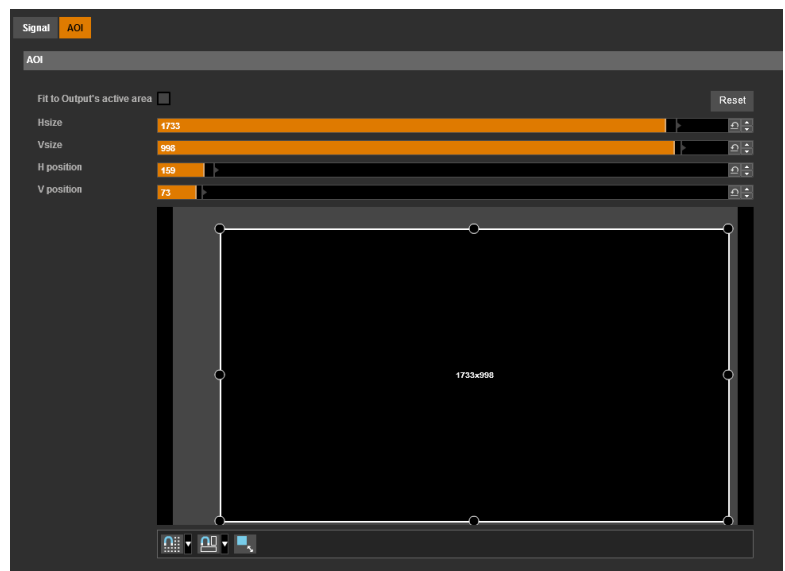 Signal AOI
AOI
Fit to Output's active area
Reset
Hsize
1733
Vsize
998
H position
159
V position
73
1733x998